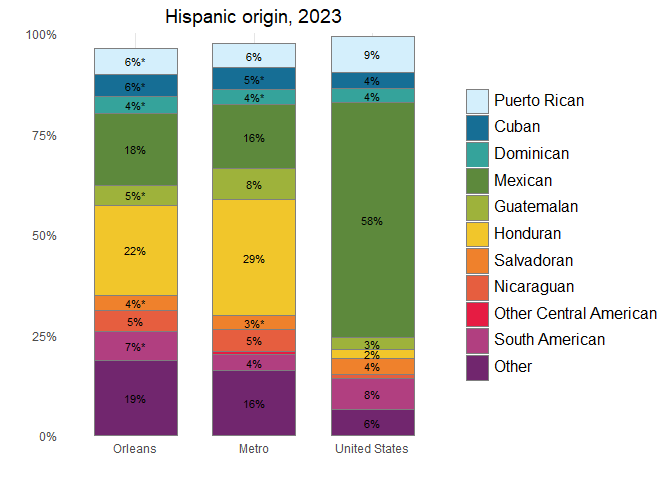 Hispanic origin, 2023
100%
75%
50%
25%
0%
6%*
6%*
4%*
18%
5%*
22%
4%*
5%
7%*
19%
6%
5%*
4%*
16%
8%
29%
3%*
5%
4%
16%
9%
4%
4%
58%
3%
2%
4%
8%
6%
Orleans
Metro
United States
Puerto Rican
Cuban
Dominican
Mexican
Guatemalan
Honduran
Salvadoran
Nicaraguan
Other Central American
South American
Other